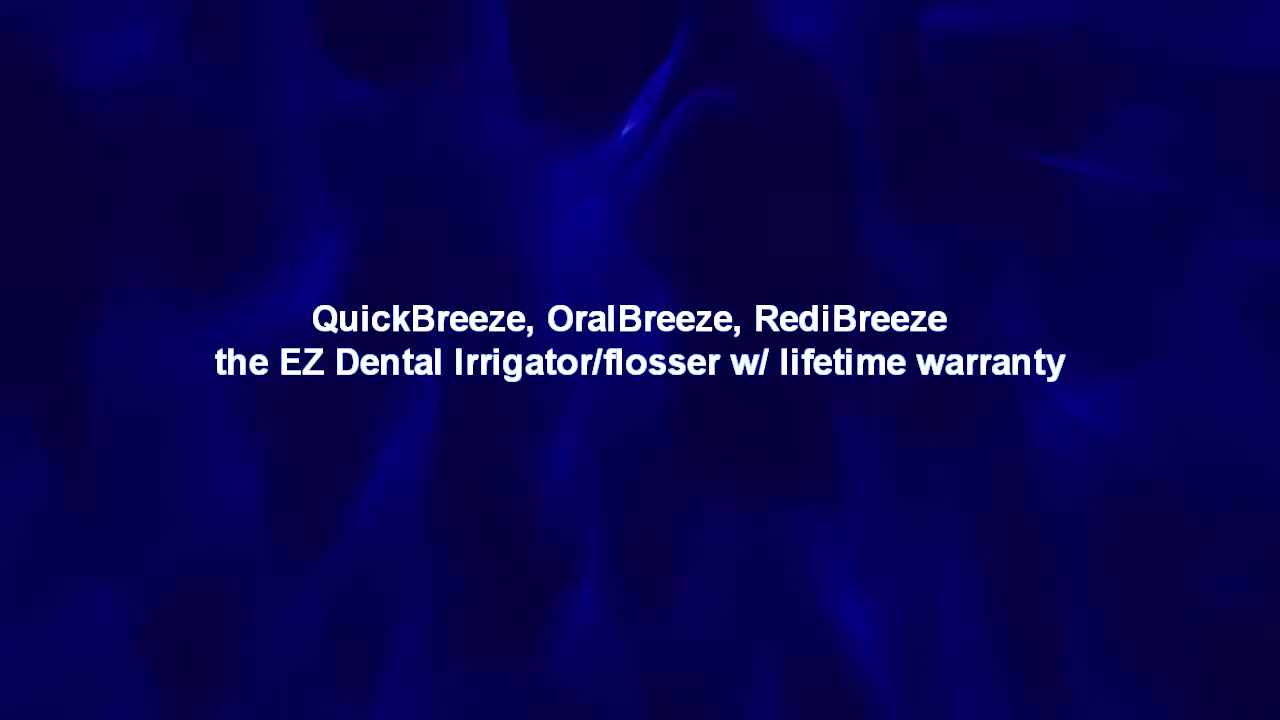 QuickBreeze, OralBreeze, RediBreeze
the EZ Dental Irrigator/flosser w/ lifetime warranty